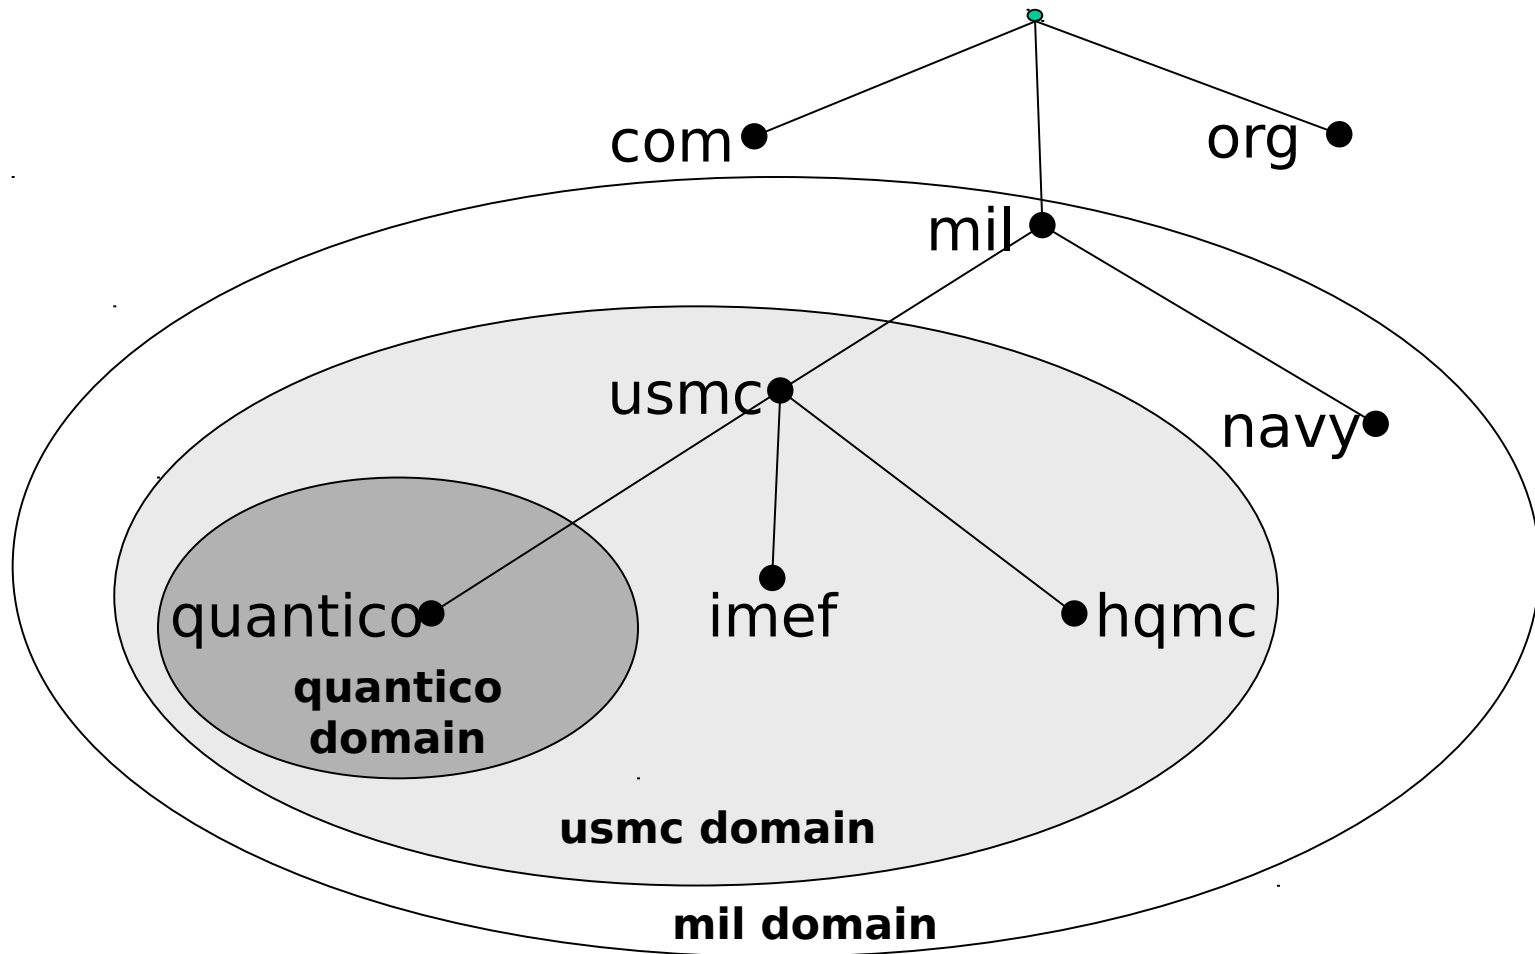 com
org
mil
usmc
navy
quantico
imef
hqmc
quantico
domain
usmc domain
mil domain